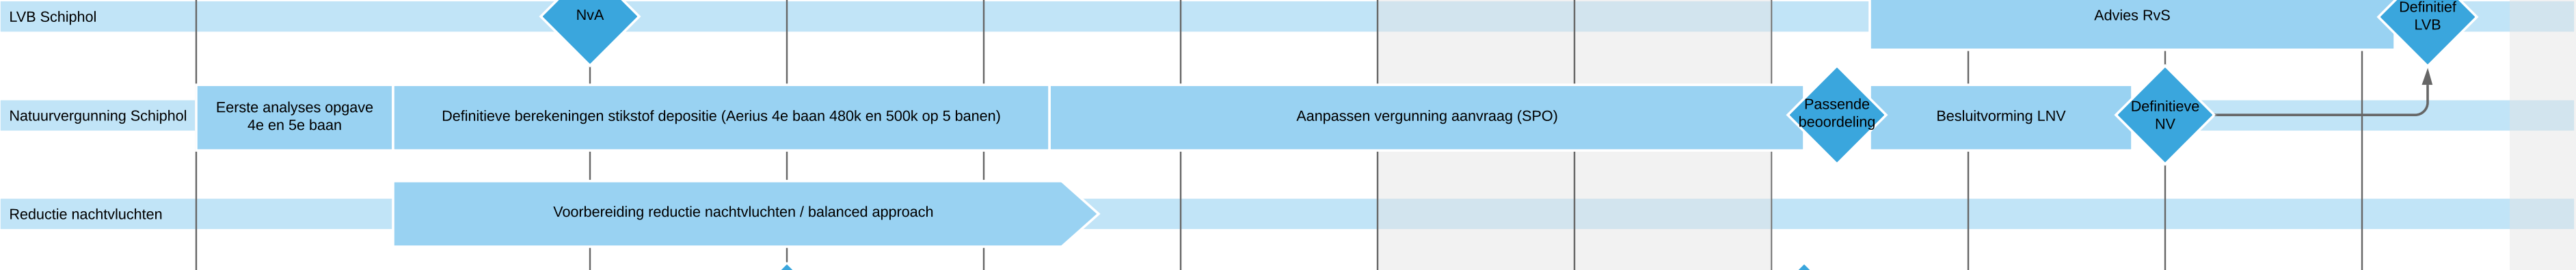 LVB Schiphol
NvA
Advies RvS
Definitief
LVB
Natuurvergunning Schiphol
Eerste analyses opgave
4e en 5e baan
Definitieve berekeningen stikstof depositie (Aerius 4e baan 480k en 500k op 5 banen)
Aanpassen vergunning aanvraag (SPO)
Passende
beoordeling
Besluitvorming LNV
Definitieve
NV
Reductie nachtvluchten
Voorbereiding reductie nachtvluchten / balanced approach